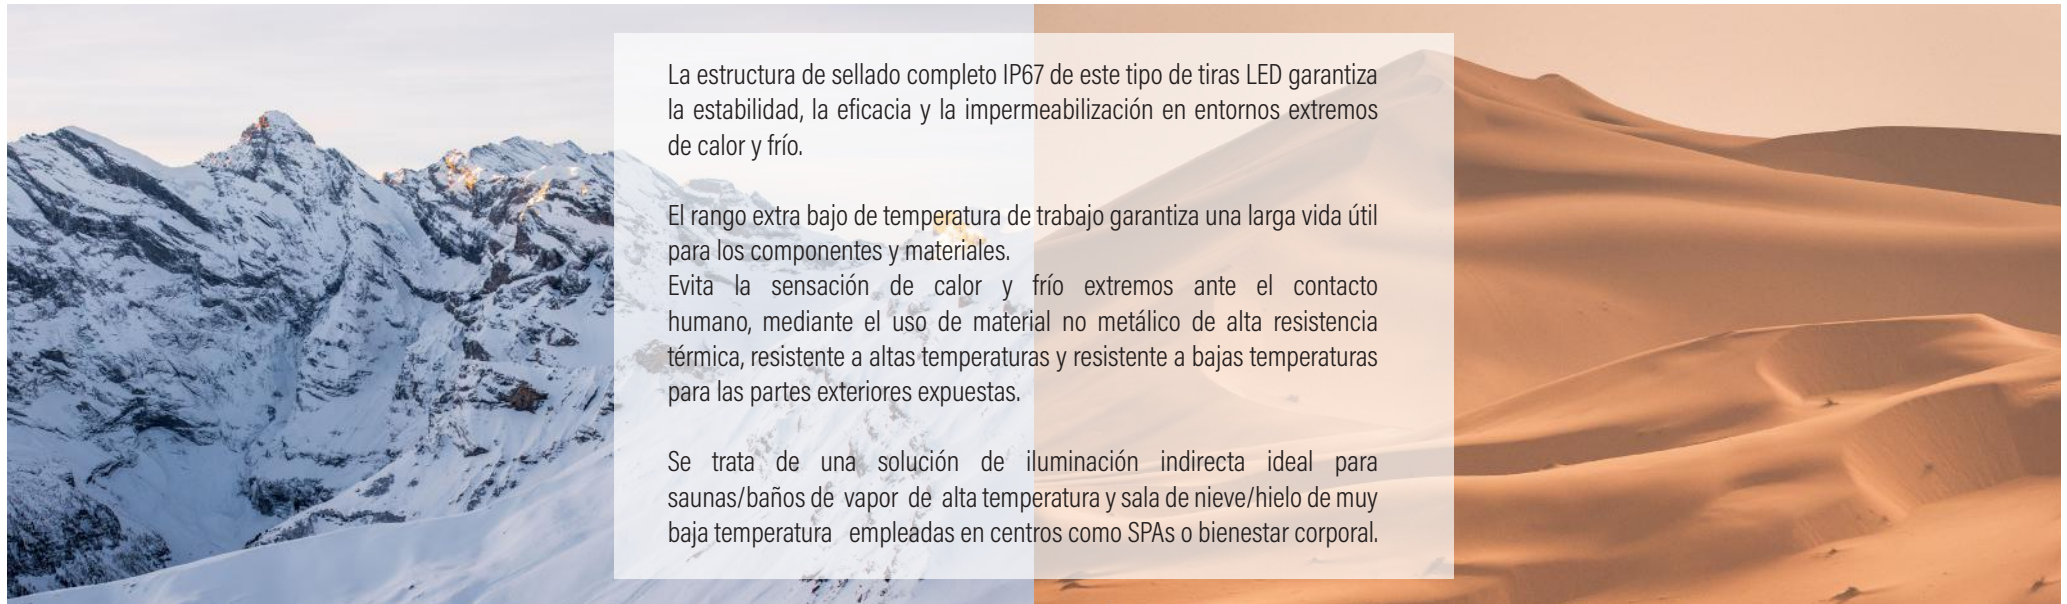 La estructura de sellado completo IP67 de este tipo de tiras LED garantiza
la estabilidad, la eficacia y la impermeabilización en entornos extremos
de calor y frío.
El rango extra bajo de temperatura de trabajo garantiza una larga vida útil
para los componentes y materiales.
Evita la sensación de calor y frío extremos ante el contacto
humano, mediante el uso de material no metálico de alta resistencia
térmica, resistente a altas temperaturas y resistente a bajas temperaturas
para las partes exteriores expuestas.
Se trata de una solución de iluminación indirecta ideal para
saunas/baños de vapor de alta temperatura y sala de nieve/hielo de muy
baja temperatura empleadas en centros como SPAs o bienestar corporal.